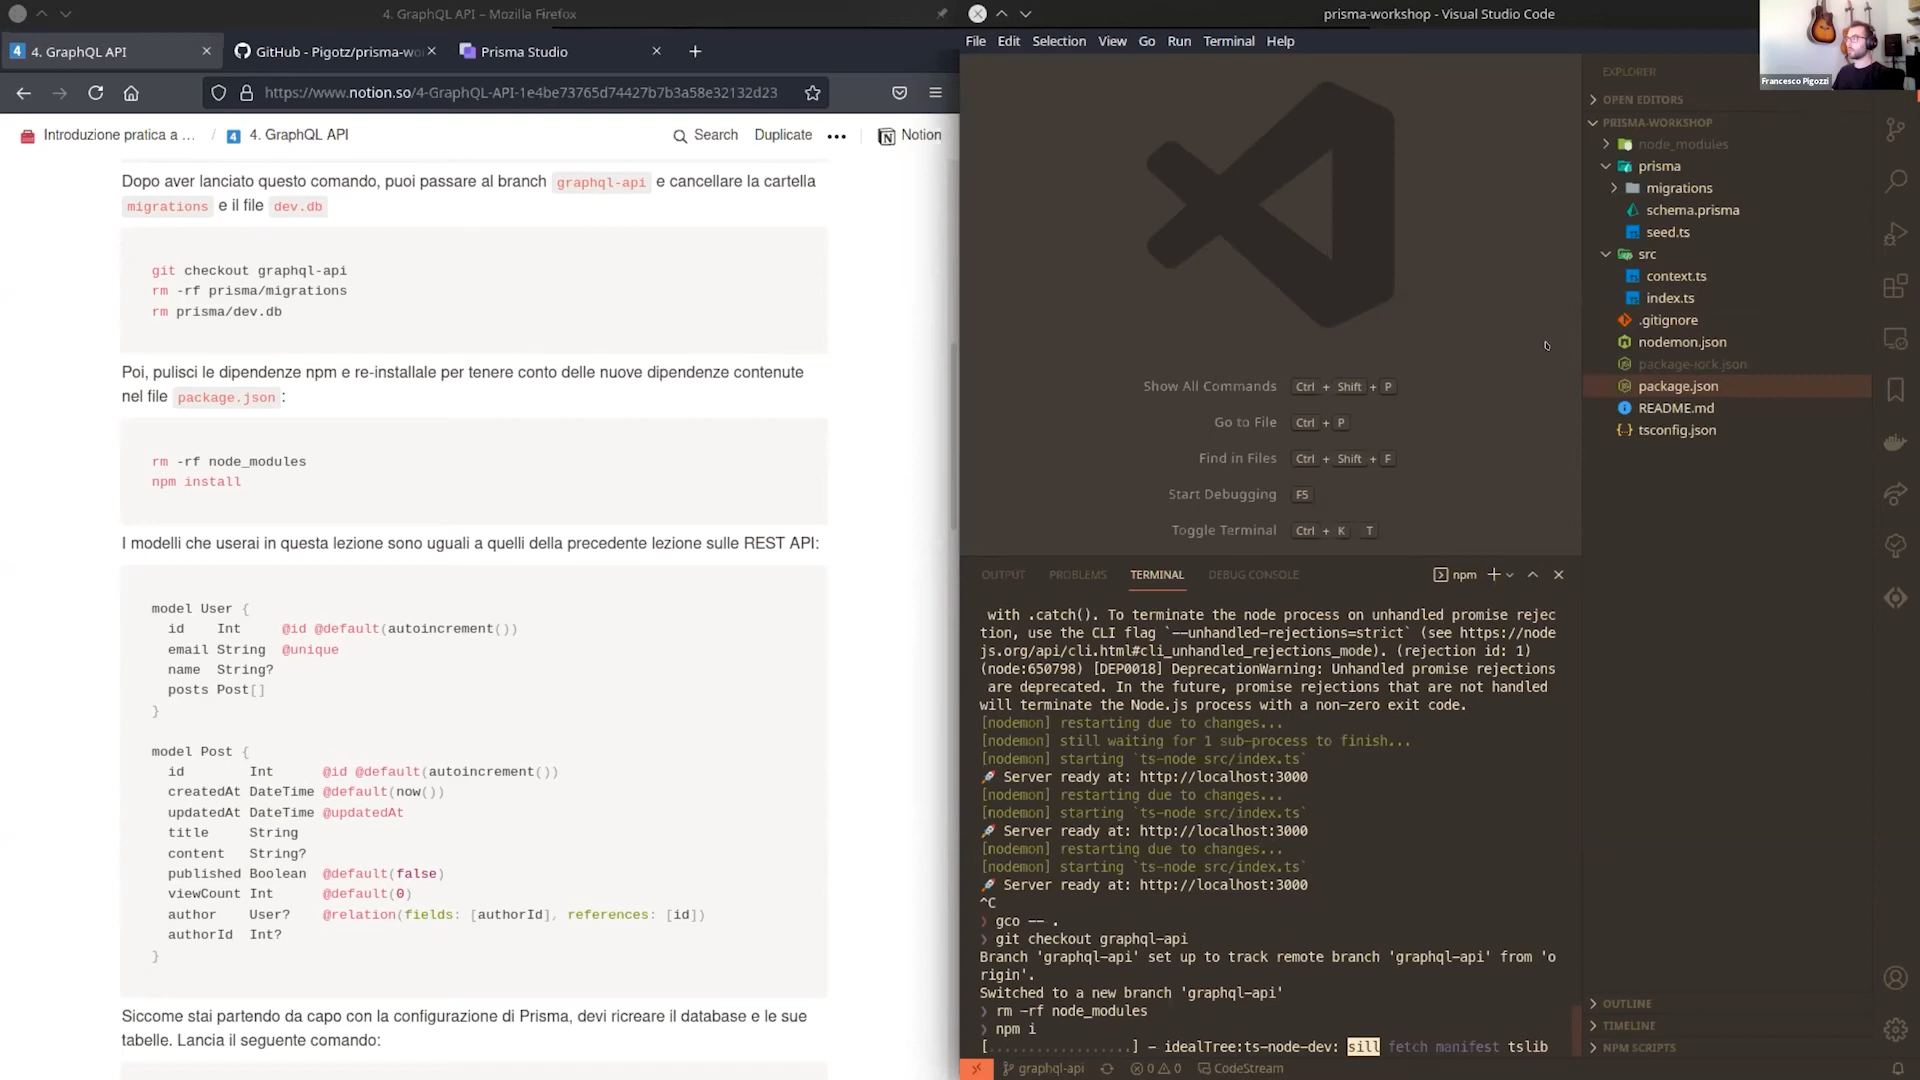 4. GraphQL API – Mozilla Firefox
4. GraphQL API
GitHub - Pigotz/prisma-wo
Prisma Studio
https://www.notion.so/4-GraphQL-API-1e4be73765d74427b7b3a58e32132d23
Introduzione pratica a ... / 4. GraphQL API
Search
Duplicate
Notion
Dopo aver lanciato questo comando, puoi passare al branch graphql-api e cancellare la cartella
migrations e il file dev.db
git checkout graphql-api
rm -rf prisma/migrations
rm prisma/dev.db
Poi, pulisci le dipendenze npm e re-installale per tenere conto delle nuove dipendenze contenute
nel file package.json :
rm -rf node_modules
npm install
I modelli che userai in questa lezione sono uguali a quelli della precedente lezione sulle REST API:
model User {
id Int @id @default(autoincrement())
email String @unique
name String?
posts Post[]
}
model Post {
id Int @id @default(autoincrement())
createdAt DateTime @default(now())
updatedAt DateTime @updatedAt
title String
content String?
published Boolean @default(false)
viewCount Int @default(0)
author User? @relation(fields: [authorId], references: [id])
authorId Int?
}
Siccome stai partendo da capo con la configurazione di Prisma, devi ricreare il database e le sue
tabelle. Lancia il seguente comando:
prisma-workshop - Visual Studio Code
File Edit Selection View Go Run Terminal Help
Show All Commands Ctrl + Shift + P
Go to File Ctrl + P
Find in Files Ctrl + Shift + F
Start Debugging F5
Toggle Terminal Ctrl + K T
OUTPUT PROBLEMS TERMINAL DEBUG CONSOLE
npm
with .catch(). To terminate the node process on unhandled promise rejec
tion, use the CLI flag `--unhandled-rejections=strict` (see https://node
js.org/api/cli.html#cli_unhandled_rejections_mode). (rejection id: 1)
(node:650798) [DEP0018] DeprecationWarning: Unhandled promise rejections
are deprecated. In the future, promise rejections that are not handled
will terminate the Node.js process with a non-zero exit code.
[nodemon] restarting due to changes...
[nodemon] still waiting for 1 sub-process to finish...
[nodemon] starting `ts-node src/index.ts`
🚀 Server ready at: http://localhost:3000
[nodemon] restarting due to changes...
[nodemon] starting `ts-node src/index.ts`
🚀 Server ready at: http://localhost:3000
[nodemon] restarting due to changes...
[nodemon] starting `ts-node src/index.ts`
🚀 Server ready at: http://localhost:3000
^C
❯ gco -- .
❯ git checkout graphql-api
Branch 'graphql-api' set up to track remote branch 'graphql-api' from 'o
rigin'.
Switched to a new branch 'graphql-api'
❯ rm -rf node_modules
❯ npm i
[..................] - idealTree:ts-node-dev: sill fetch manifest tslib
graphql-api
0 0
CodeStream
EXPLORER
OPEN EDITORS
PRISMA-WORKSHOP
node_modules
prisma
migrations
schema.prisma
seed.ts
src
context.ts
index.ts
.gitignore
nodemon.json
package-lock.json
package.json
README.md
tsconfig.json
OUTLINE
TIMELINE
NPM SCRIPTS
Francesco Pigozzi